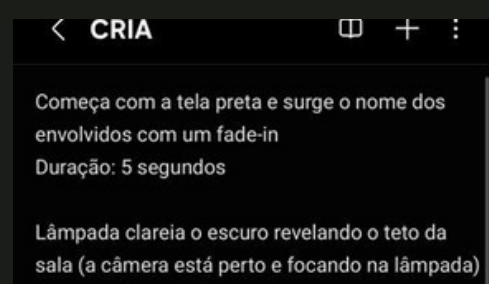 CRIA
Começa com a tela preta e surge o nome dos
envolvidos com um fade-in
Duração: 5 segundos
Lâmpada clareia o escuro revelando o teto da
sala (a câmera está perto e focando na lâmpada)